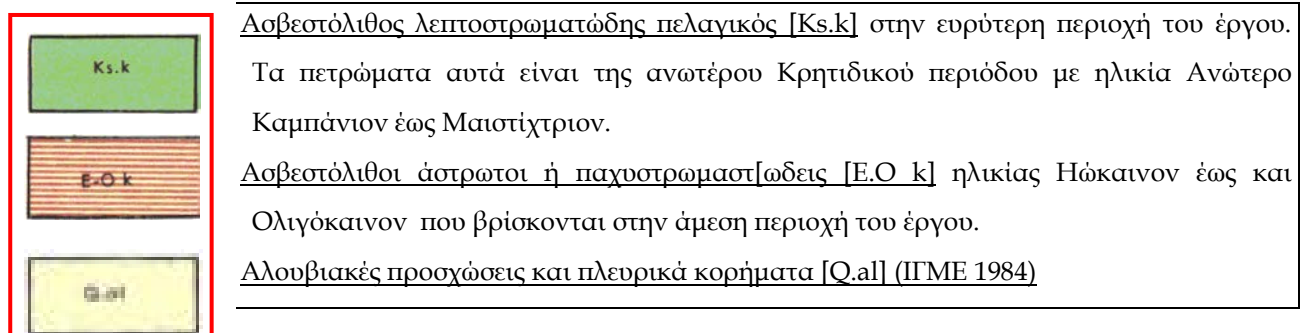 Ks.k
E-O k
Q.al
Ασβεστόλιθος λεπτοστρωματώδης πελαγικός [Ks.k] στην ευρύτερη περιοχή του έργου.
Τα πετρώματα αυτά είναι της ανωτέρου Κρητιδικού περιόδου με ηλικία Ανώτερο
Καμπάνιον έως Μαιστίχτριον.
Ασβεστόλιθοι άστρωτοι ή παχυστρωμαστ[ωδεις [E.O k] ηλικίας Ηώκαινον έως και
Ολιγόκαινον που βρίσκονται στην άμεση περιοχή του έργου.
Αλουβιακές προσχώσεις και πλευρικά κορήματα [Q.al] (ΙΓΜΕ 1984)